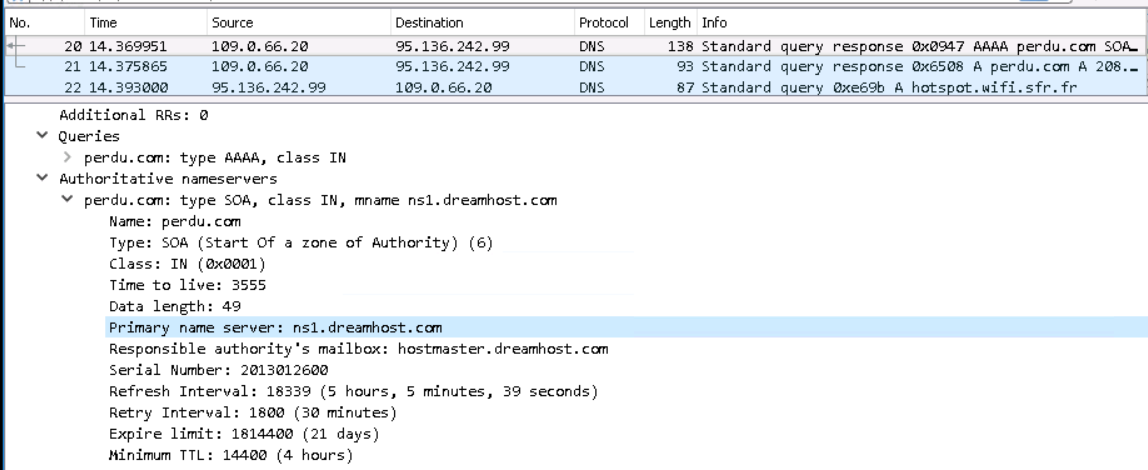 No. Time Source Destination Protocol Length Info
20 14.369951 109.0.66.20 95.136.242.99 DNS 138 Standard query response 0x0947 AAAA perdu.com SOA…
21 14.375865 109.0.66.20 95.136.242.99 DNS 93 Standard query response 0x6508 A perdu.com A 208.…
22 14.393000 95.136.242.99 109.0.66.20 DNS 87 Standard query 0xe69b A hotspot.wifi.sfr.fr
Additional RRs: 0
Queries
perdu.com: type AAAA, class IN
Authoritative nameservers
perdu.com: type SOA, class IN, mname ns1.dreamhost.com
Name: perdu.com
Type: SOA (Start Of a zone of Authority) (6)
Class: IN (0x0001)
Time to live: 3555
Data length: 49
Primary name server: ns1.dreamhost.com
Responsible authority's mailbox: hostmaster.dreamhost.com
Serial Number: 2013012600
Refresh Interval: 18339 (5 hours, 5 minutes, 39 seconds)
Retry Interval: 1800 (30 minutes)
Expire limit: 1814400 (21 days)
Minimum TTL: 14400 (4 hours)